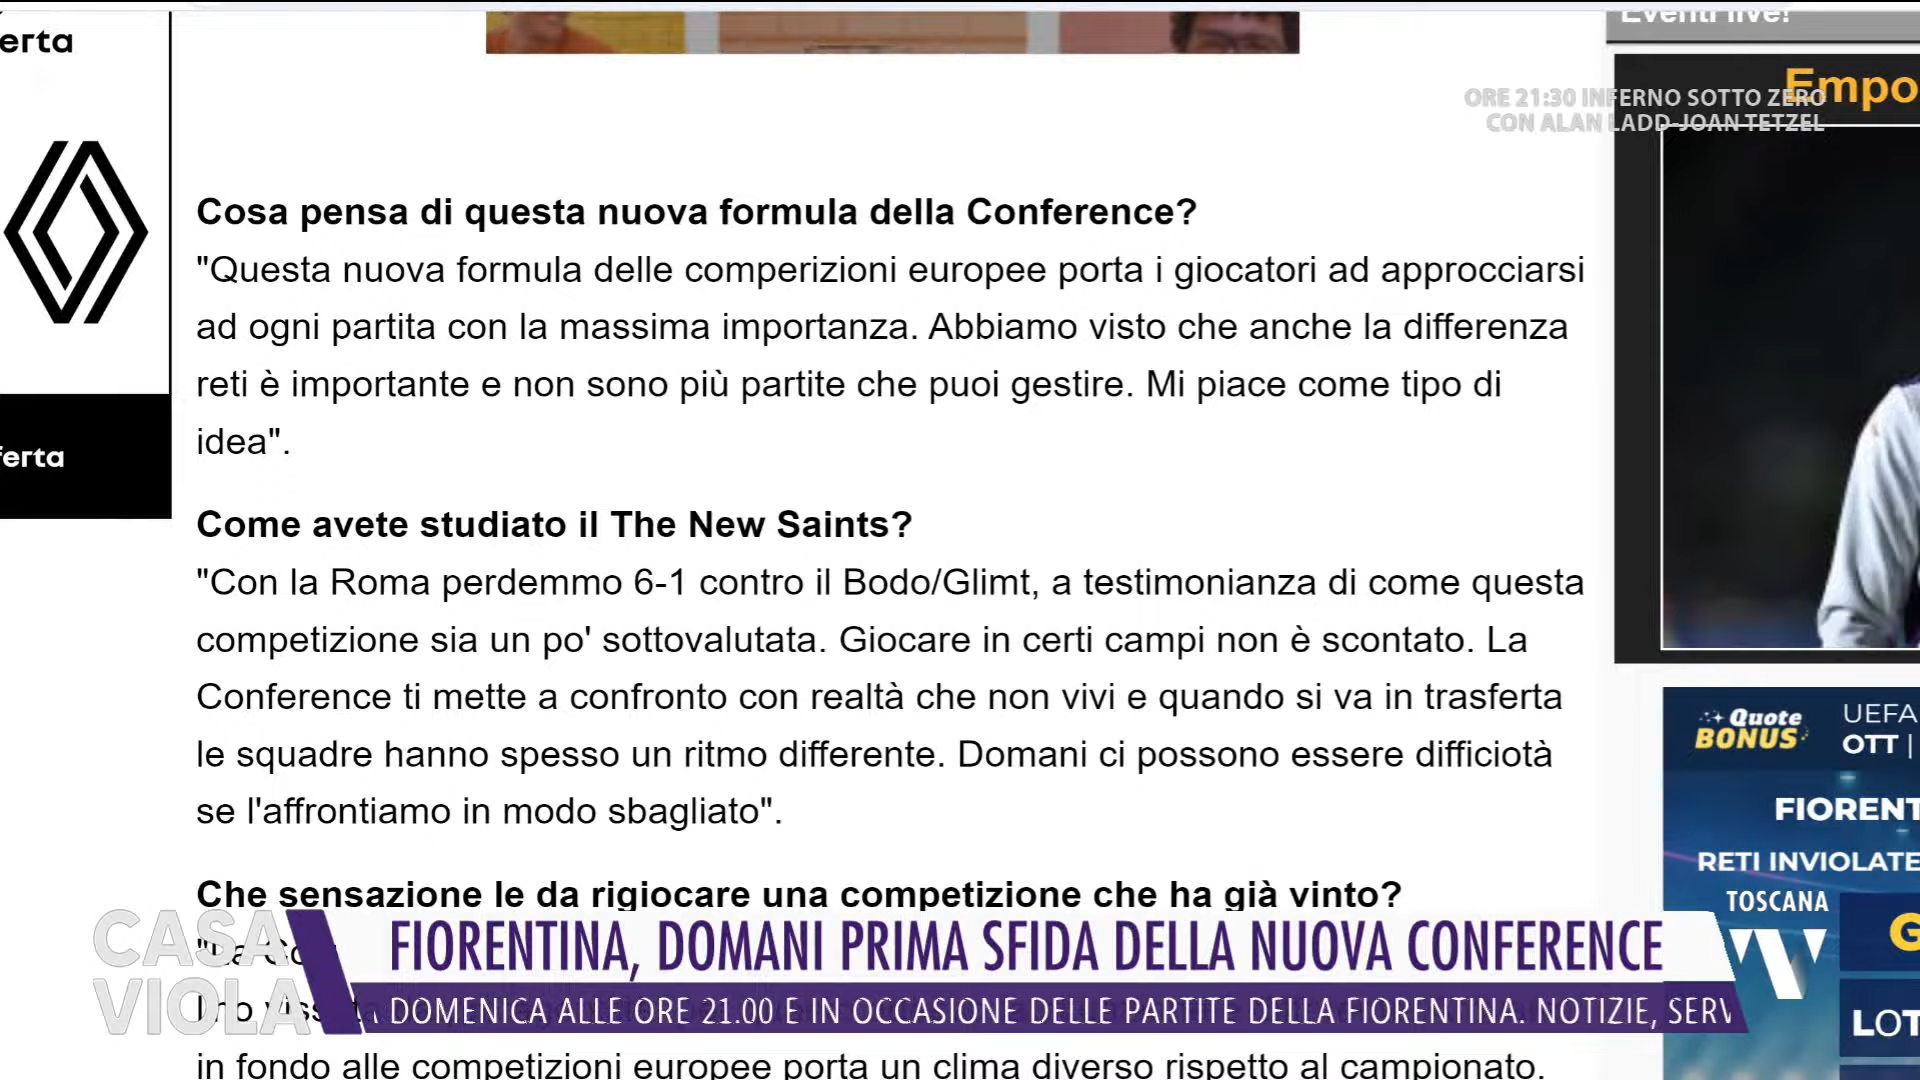 erta
Eventi live!
Empo
ORE 21:30 INFERNO SOTTO ZERO
CON ALAN LADD-JOAN TETZEL
Cosa pensa di questa nuova formula della Conference?
"Questa nuova formula delle comperizioni europee porta i giocatori ad approcciarsi
ad ogni partita con la massima importanza. Abbiamo visto che anche la differenza
reti è importante e non sono più partite che puoi gestire. Mi piace come tipo di
idea".
ferta
Come avete studiato il The New Saints?
"Con la Roma perdemmo 6-1 contro il Bodo/Glimt, a testimonianza di come questa
competizione sia un po' sottovalutata. Giocare in certi campi non è scontato. La
Conference ti mette a confronto con realtà che non vivi e quando si va in trasferta
le squadre hanno spesso un ritmo differente. Domani ci possono essere difficiotà
se l'affrontiamo in modo sbagliato".
Quote
BONUS
UEFA
OTT |
FIORENT
RETI INVIOLATE
Che sensazione le da rigiocare una competizione che ha già vinto?
"La Co
CASA
VIOLA
FIORENTINA, DOMANI PRIMA SFIDA DELLA NUOVA CONFERENCE
DOMENICA ALLE ORE 21.00 E IN OCCASIONE DELLE PARTITE DELLA FIORENTINA. NOTIZIE, SERV
TOSCANA
TV
G
LOT
in fondo alle competizioni europee porta un clima diverso rispetto al campionato.